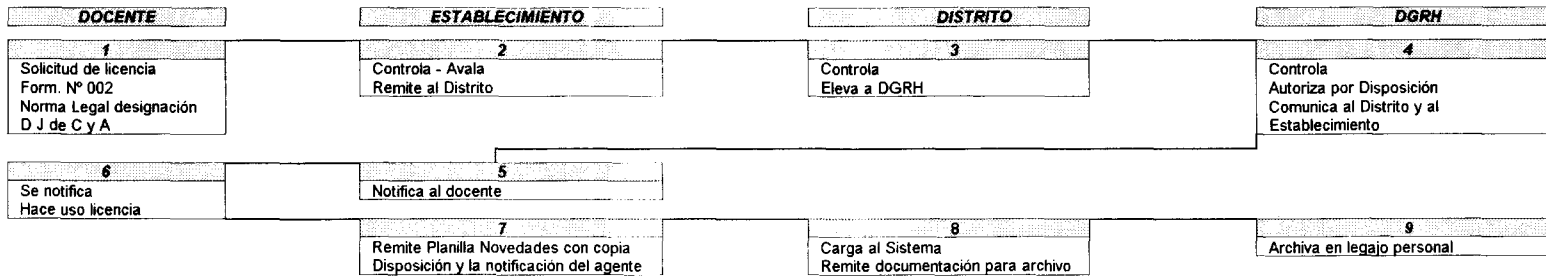 DOCENTE
ESTABLECIMIENTO
DISTRITO
DGRH
1
Solicitud de licencia
Form. Nº 002
Norma Legal designación
D J de C y A
2
Controla - Avala
Remite al Distrito
3
Controla
Eleva a DGRH
4
Controla
Autoriza por Disposición
Comunica al Distrito y al
Establecimiento
6
Se notifica
Hace uso licencia
5
Notifica al docente
7
Remite Planilla Novedades con copia
Disposición y la notificación del agente
8
Carga al Sistema
Remite documentación para archivo
9
Archiva en legajo personal